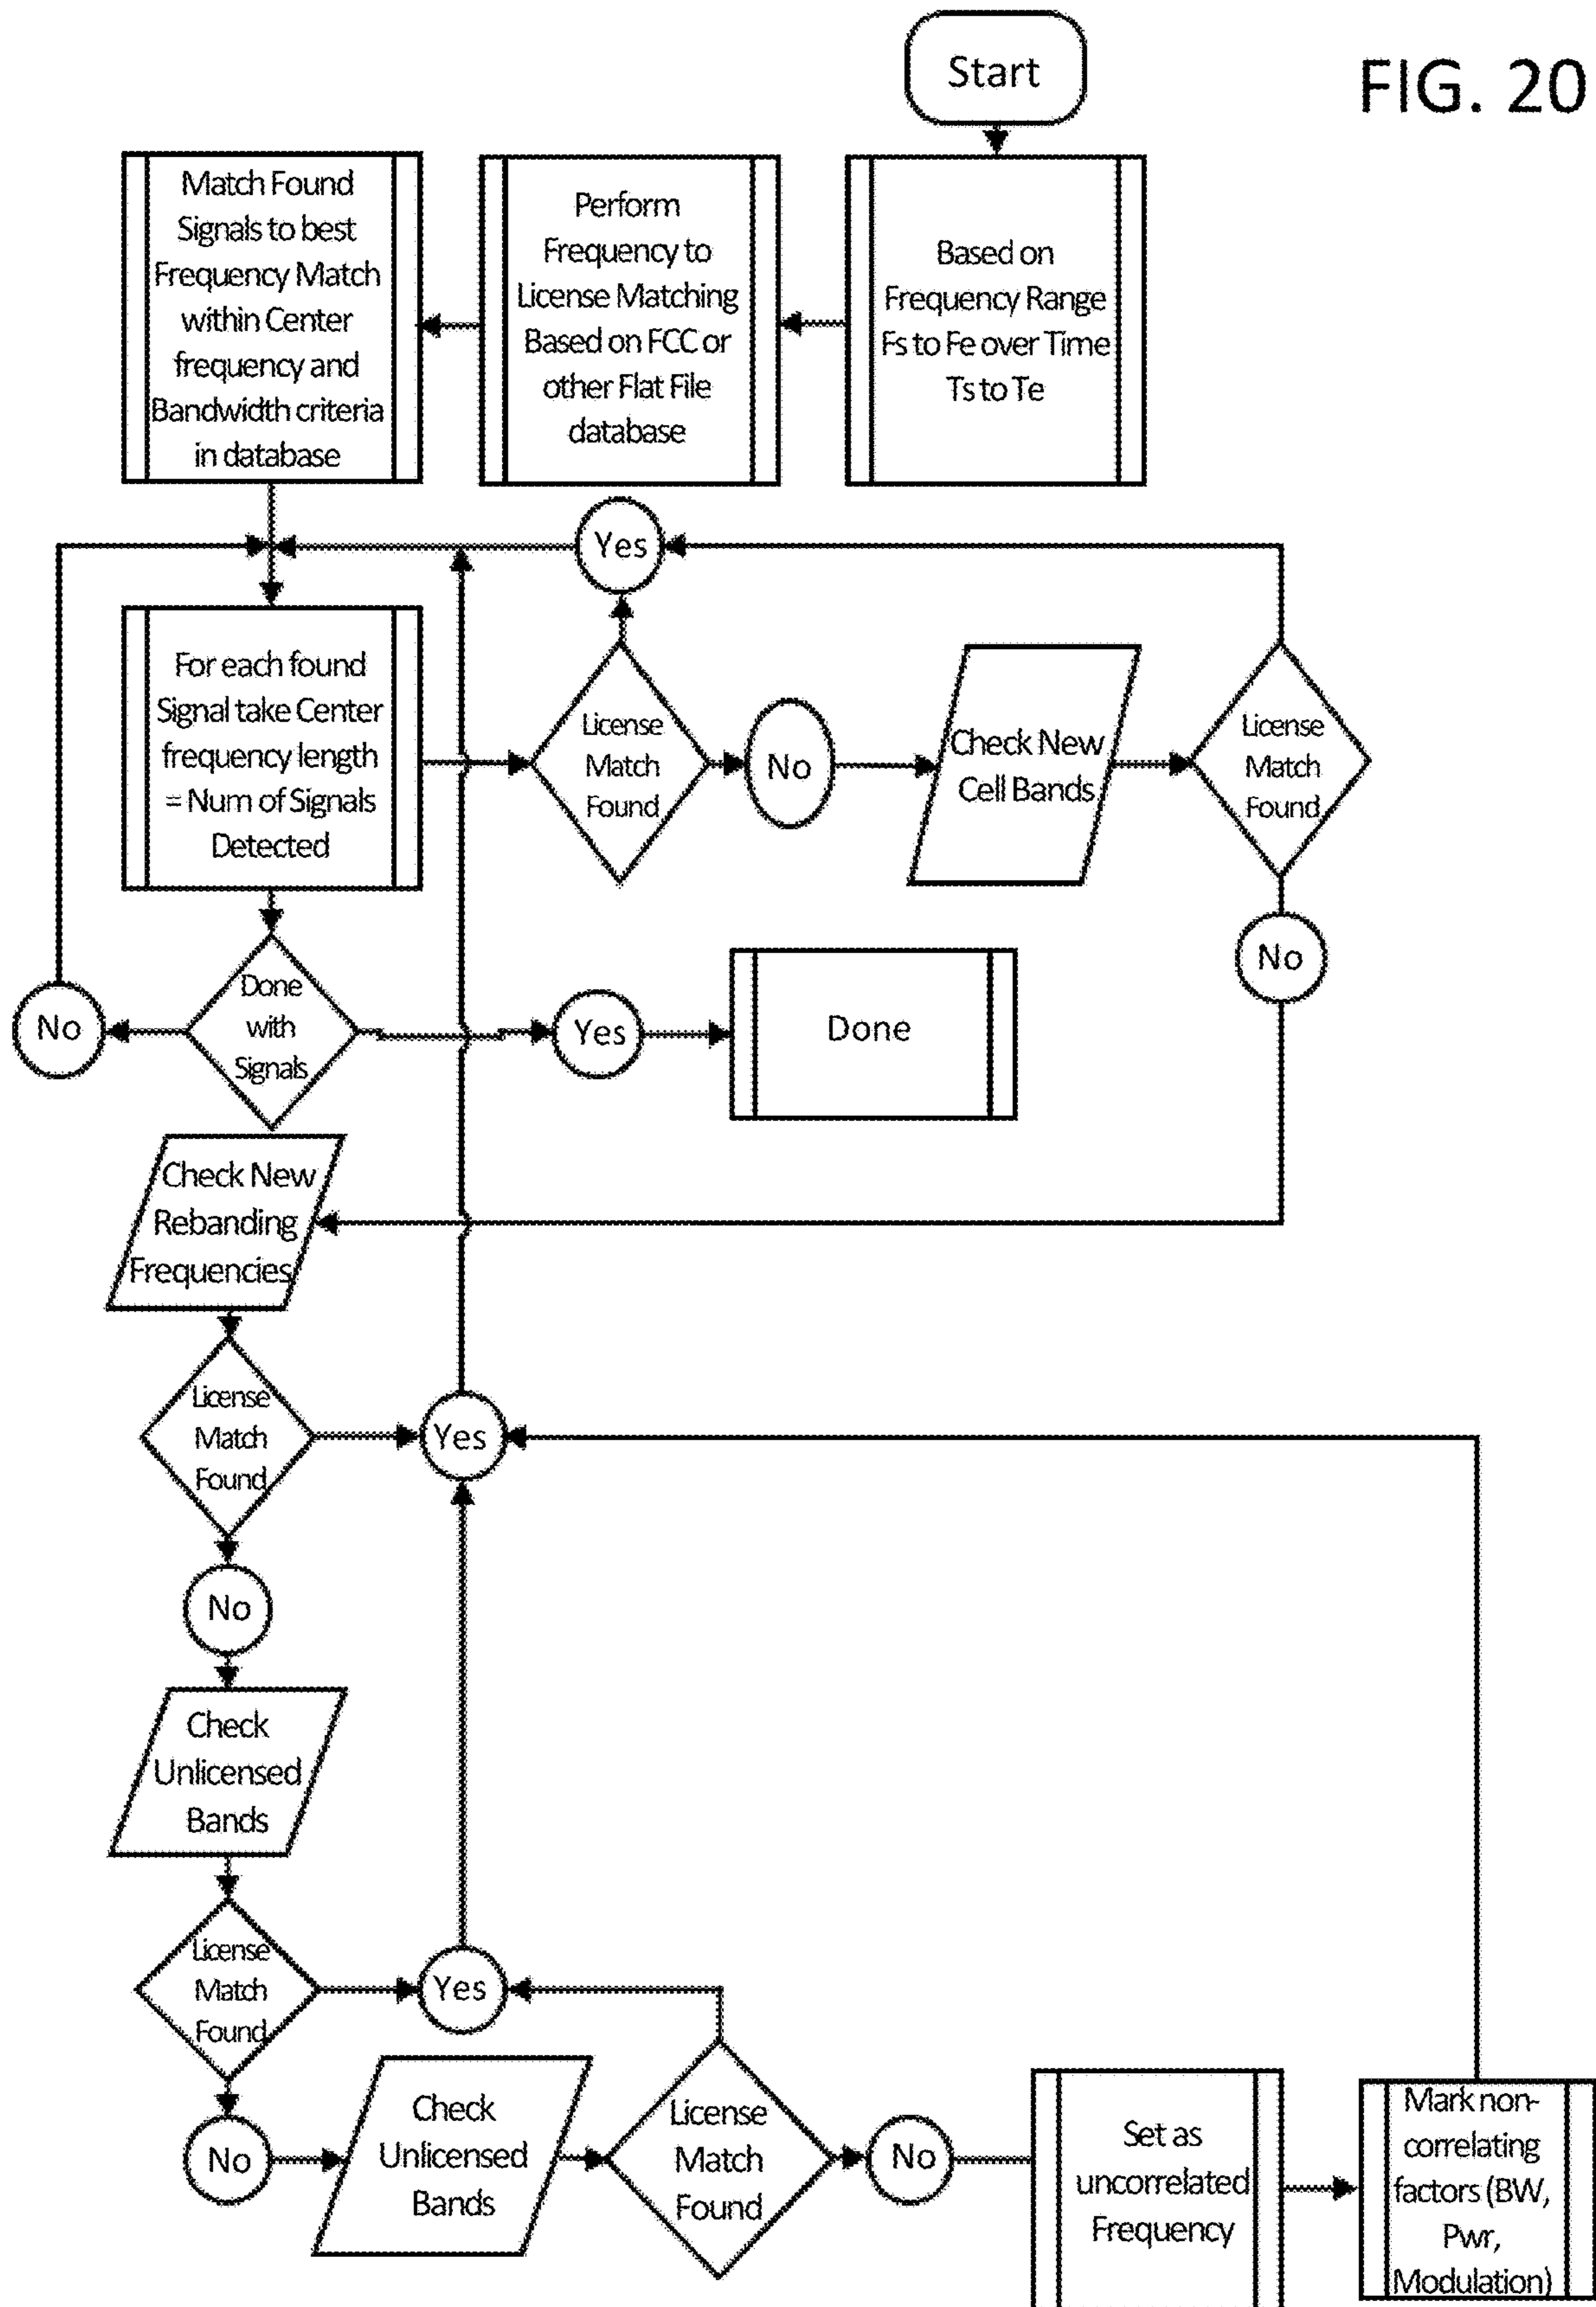 FIG. 20
Start
Based on
Frequency Range
Fs to Fe over Time
Ts to Te
Perform
Frequency to
License Matching
Based on FCC or
other Flat File
database
Match Found
Signals to best
Frequency Match
within Center
frequency and
Bandwidth criteria
in database
Yes
For each found
Signal take Center
frequency length
= Num of Signals
Detected
License
Match
Found
No
Check New
Cell Bands
License
Match
Found
No
Done
with
Signals
No
Yes
Done
Check New
Rebanding
Frequencies
License
Match
Found
Yes
No
Check
Unlicensed
Bands
License
Match
Found
Yes
No
Check
Unlicensed
Bands
License
Match
Found
No
Set as
uncorrelated
Frequency
Mark non-
correlating
factors (BW,
Pwr,
Modulation)